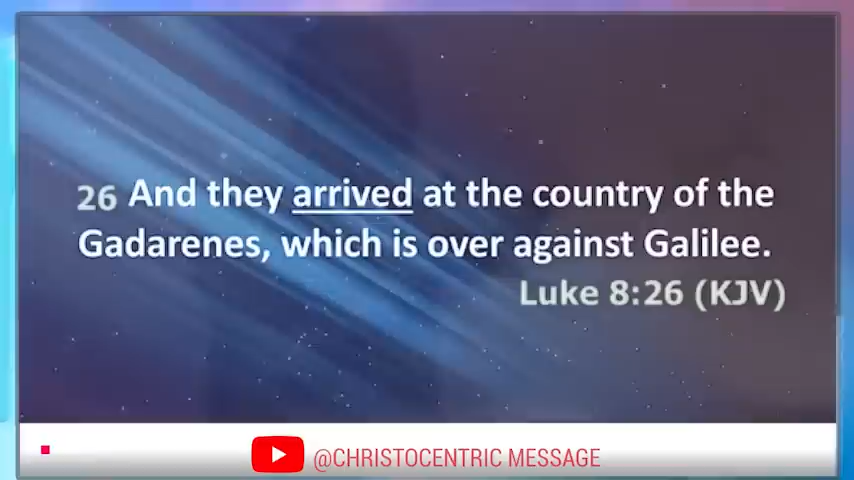 26 And they arrived at the country of the
Gadarenes, which is over against Galilee.
Luke 8:26 (KJV)
@CHRISTOCENTRIC MESSAGE